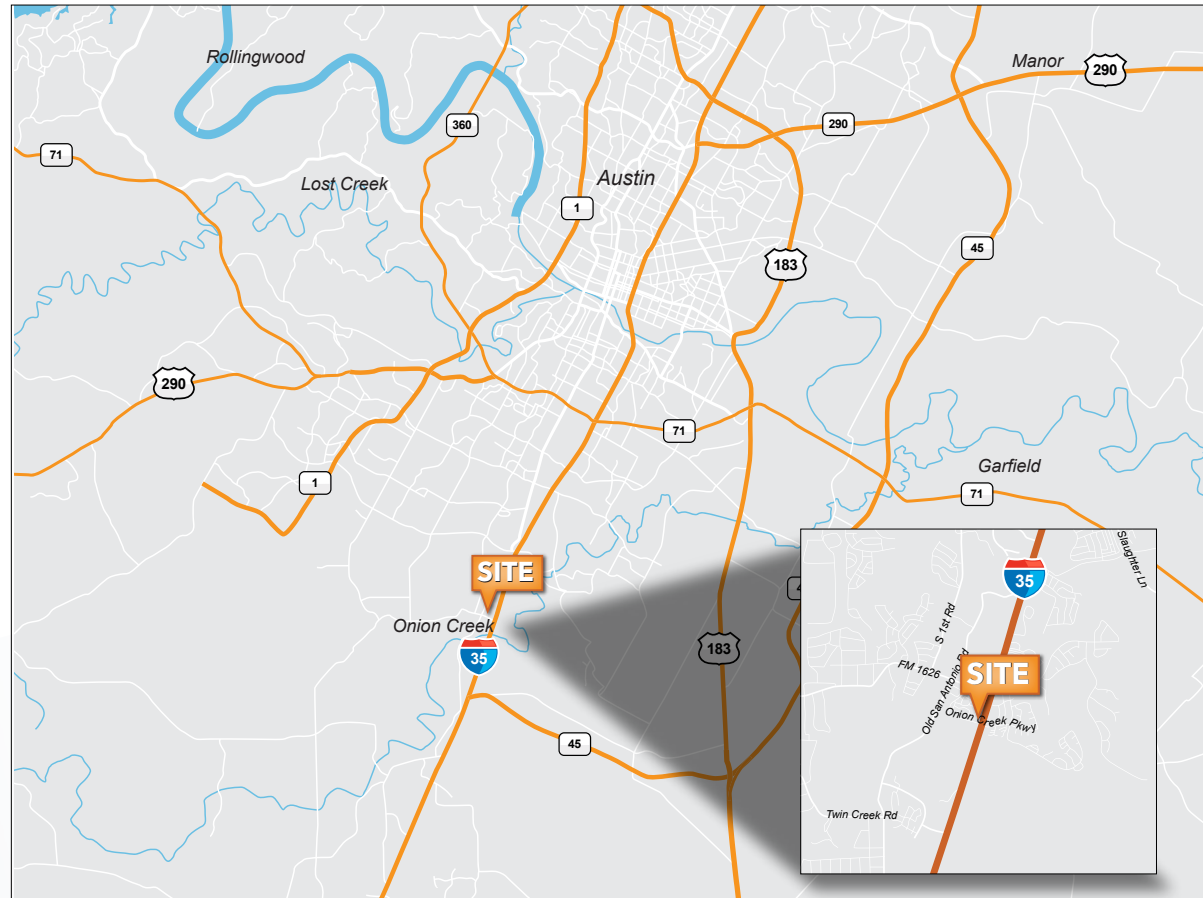 Rollingwood
Manor
290
360
290
71
Lost Creek
Austin
1
45
183
290
71
Garfield
1
71
SITE
Onion Creek
35
183
4
45
Slaughter Ln
35
S 1st Rd
FM 1626
Old San Antonio Rd
SITE
Onion Creek Pkwy
Twin Creek Rd